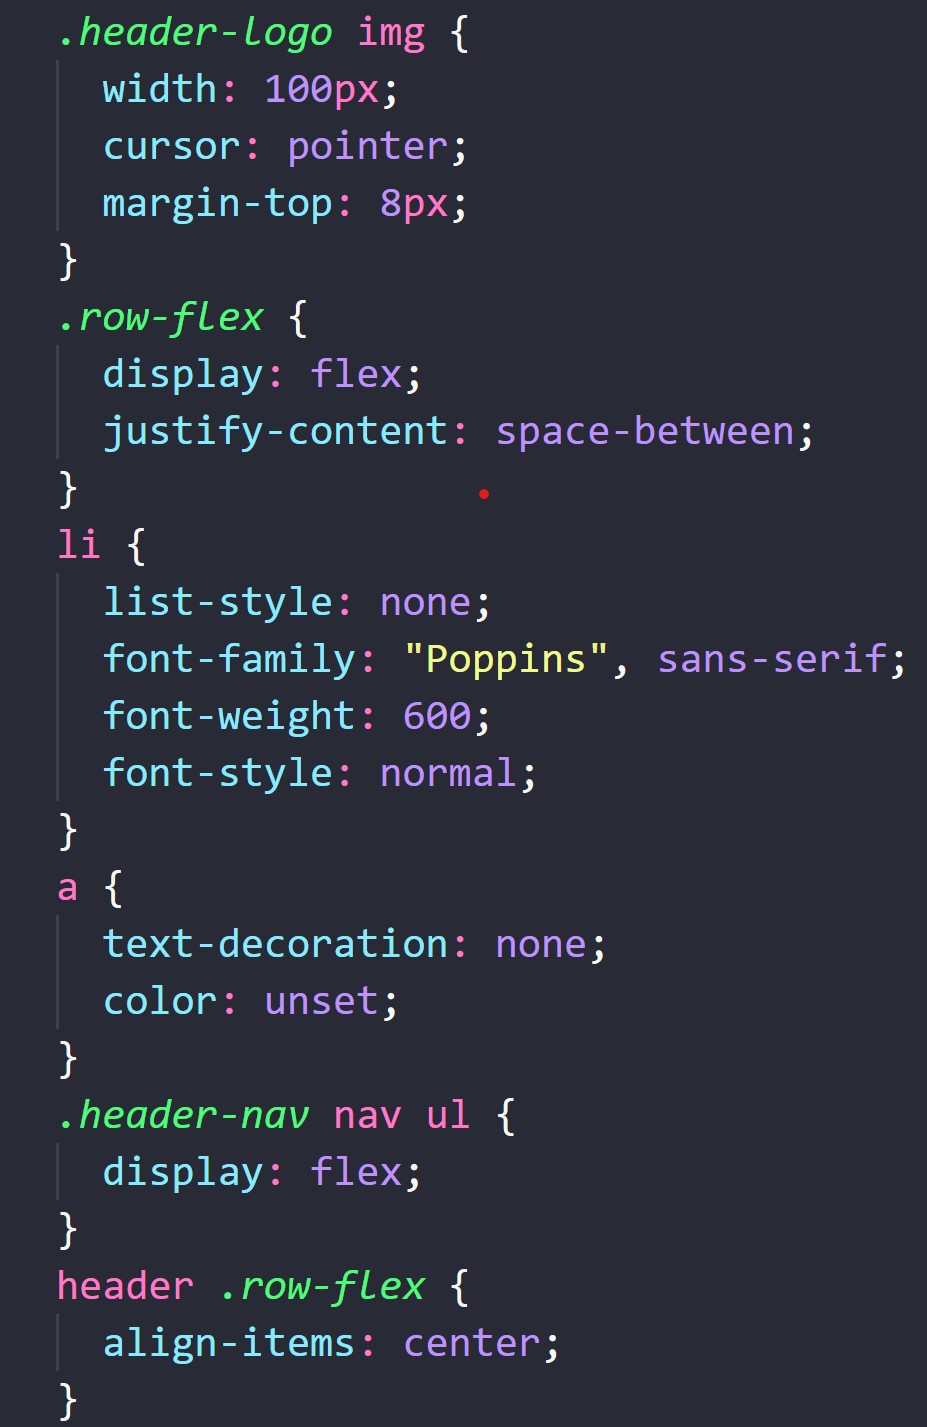 .header-logo img {
  width: 100px;
  cursor: pointer;
  margin-top: 8px;
}
.row-flex {
  display: flex;
  justify-content: space-between;
}
li {
  list-style: none;
  font-family: "Poppins", sans-serif;
  font-weight: 600;
  font-style: normal;
}
a {
  text-decoration: none;
  color: unset;
}
.header-nav nav ul {
  display: flex;
}
header .row-flex {
  align-items: center;
}